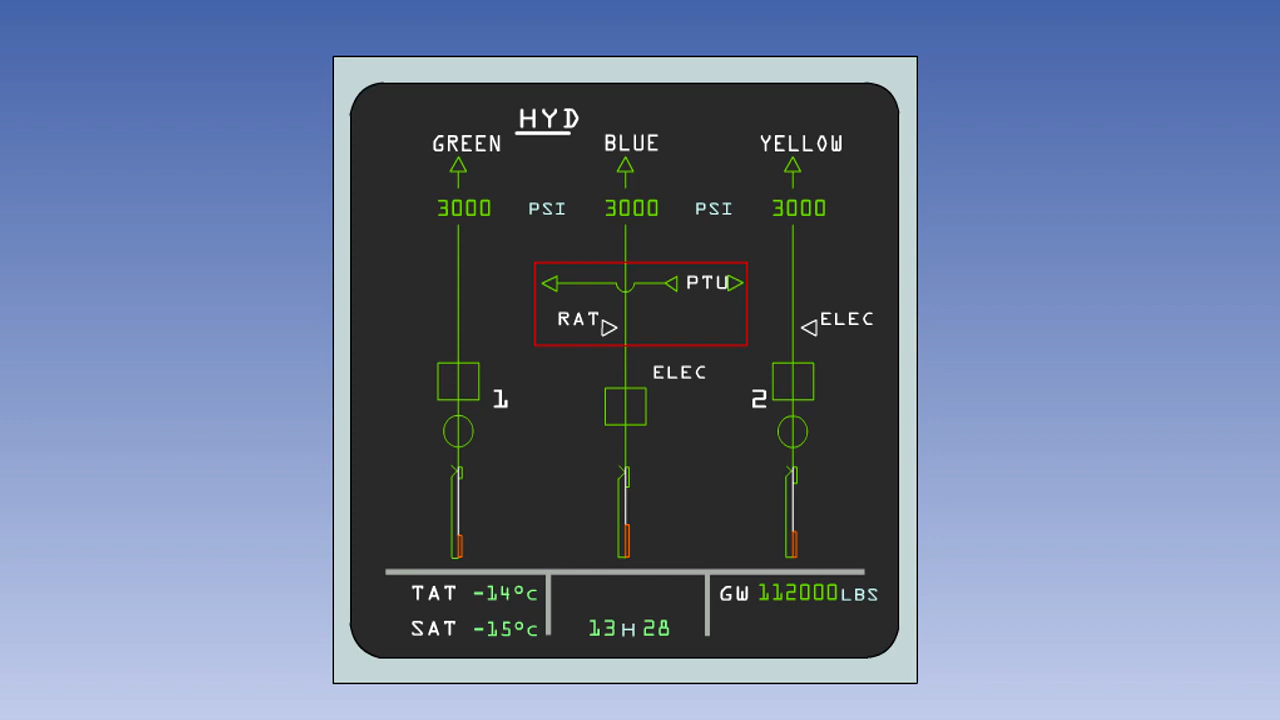 HYD
GREEN BLUE YELLOW
3000 PSI 3000 PSI 3000
PTU
RAT ELEC
ELEC
1 2
TAT -14°C GW 112000 LBS
SAT -15°C 13 H 28